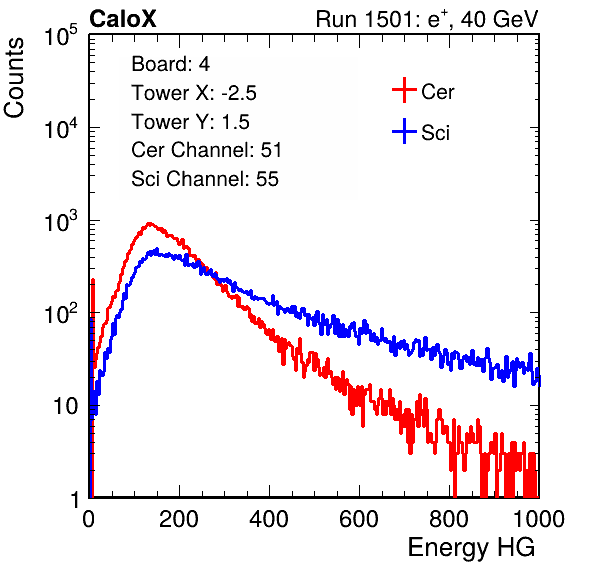 CaloX Run 1501: e⁺, 40 GeV
Counts
10⁵
10⁴
10³
10²
10
1
Board: 4
Tower X: -2.5
Tower Y: 1.5
Cer Channel: 51
Sci Channel: 55
Cer
Sci
0 200 400 600 800 1000
Energy HG